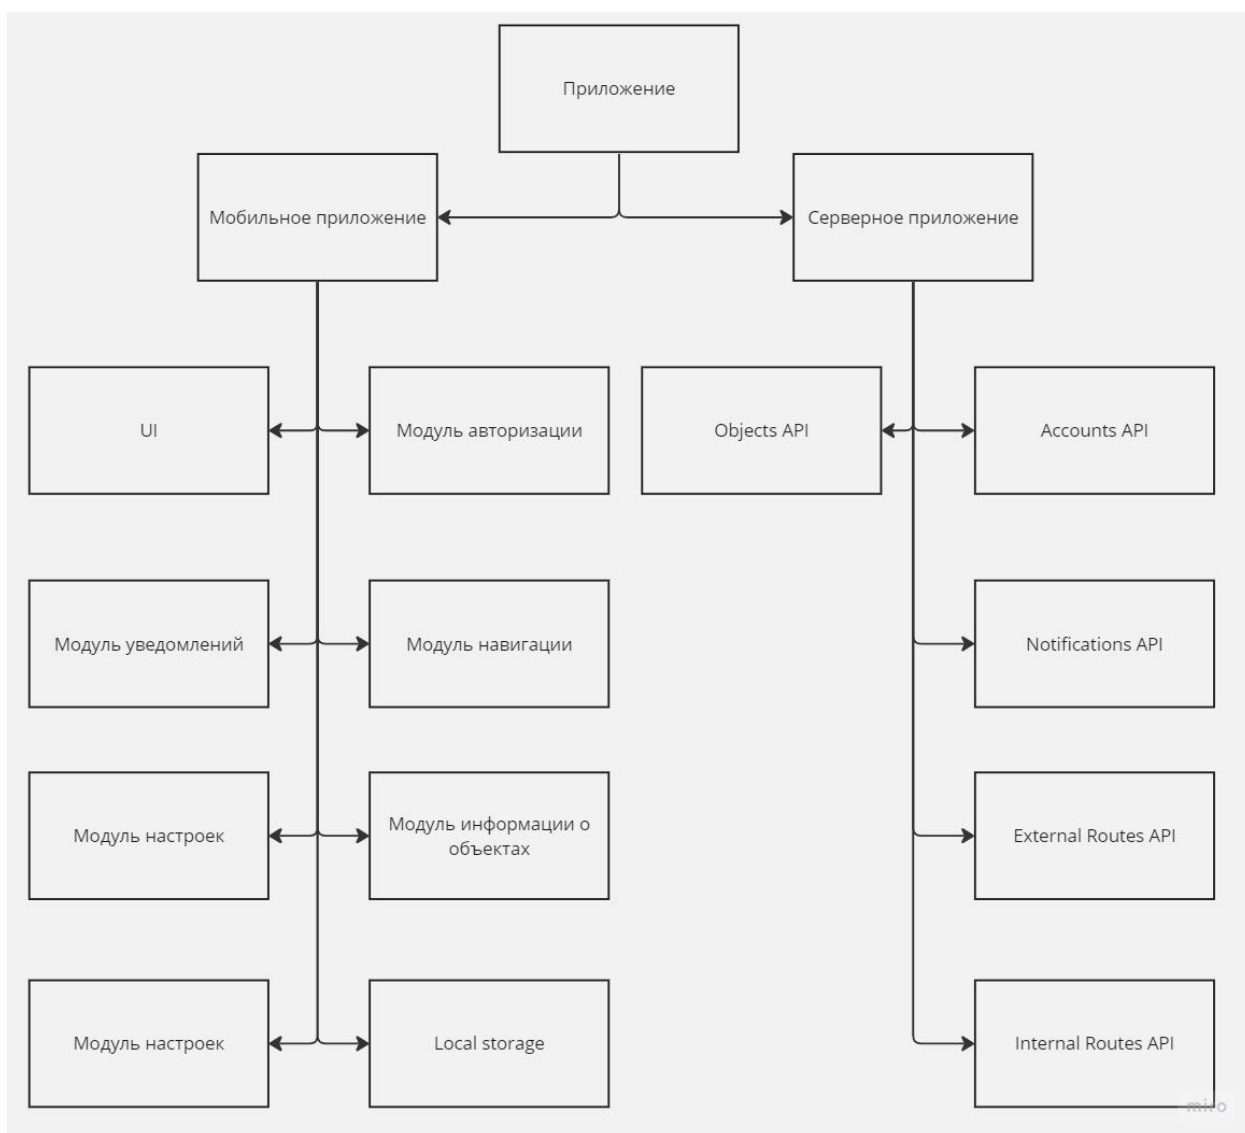 Приложение
Мобильное приложение
Серверное приложение
UI
Модуль авторизации
Objects API
Accounts API
Модуль уведомлений
Модуль навигации
Notifications API
Модуль настроек
Модуль информации о
объектах
External Routes API
Модуль настроек
Local storage
Internal Routes API
miro